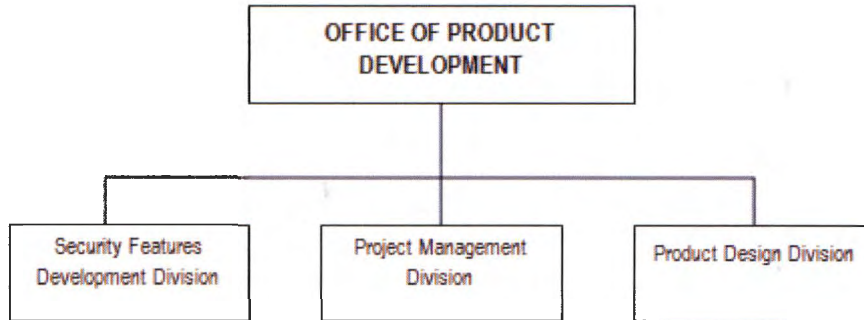 OFFICE OF PRODUCT
DEVELOPMENT
Security Features
Development Division
Project Management
Division
Product Design Division